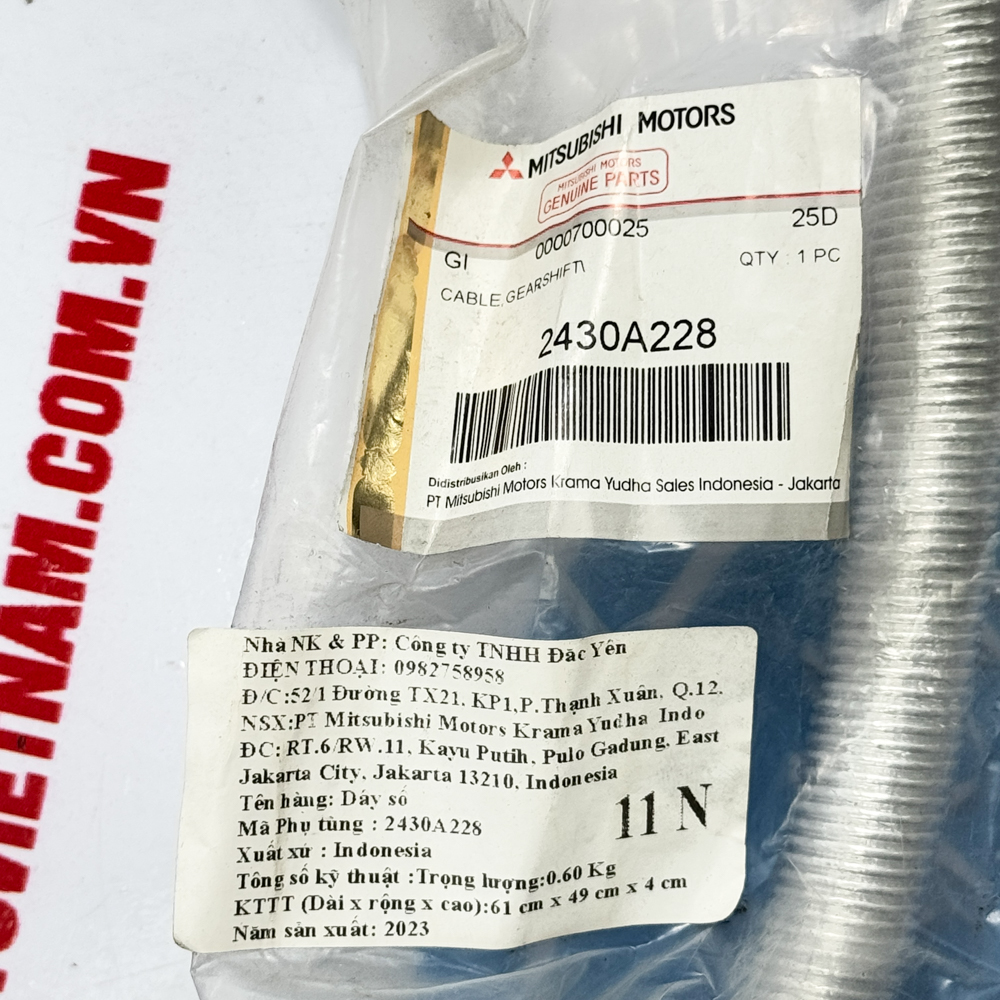 MITSUBISHI MOTORS
MITSUBISHI MOTORS
GENUINE PARTS
GI 0000700025 25D
CABLE,GEARSHIFT\ QTY : 1 PC
2430A228
Didistribusikan Oleh :
PT Mitsubishi Motors Krama Yudha Sales Indonesia - Jakarta
Nhà NK & PP: Công ty TNHH Đăc Yên
ĐIỆN THOẠI: 0982758958
Đ/C:52/1 Đường TX21, KP1,P.Thạnh Xuân, Q.12,
NSX:PT Mitsubishi Motors Krama Yudha Indo
ĐC: RT.6/RW.11, Kayu Putih, Pulo Gadung, East
Jakarta City, Jakarta 13210, Indonesia
Tên hàng: Dây số
Mã Phụ tùng : 2430A228
11 N
Xuất xứ : Indonesia
Tông số kỹ thuật :Trọng lượng:0.60 Kg
KTTT (Dài x rộng x cao):61 cm x 49 cm x 4 cm
Năm sản xuất: 2023
VIETNAM.COM.VN